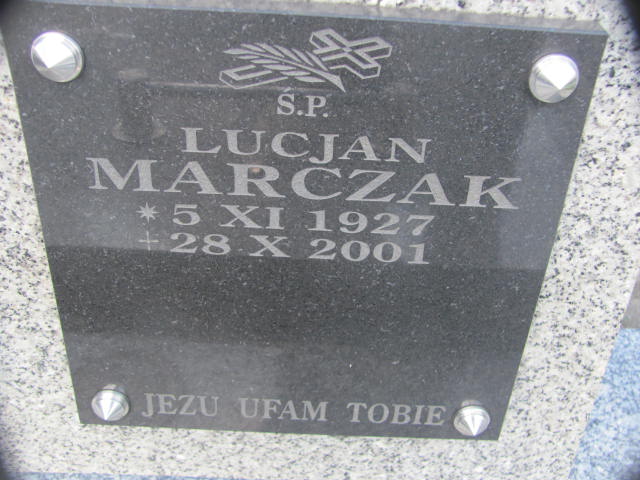 Ś.P.
LUCJAN
MARCZAK
* 5 XI 1927
+ 28 X 2001
JEZU UFAM TOBIE